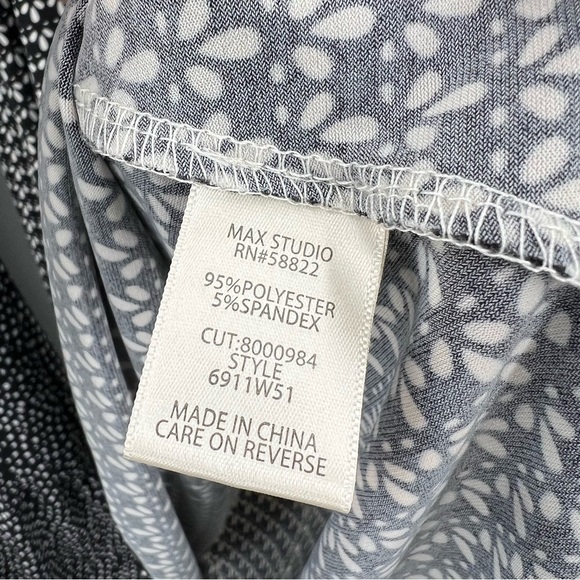 MAX STUDIO
RN#58822
95%POLYESTER
5%SPANDEX
CUT:8000984
STYLE
6911W51
MADE IN CHINA
CARE ON REVERSE